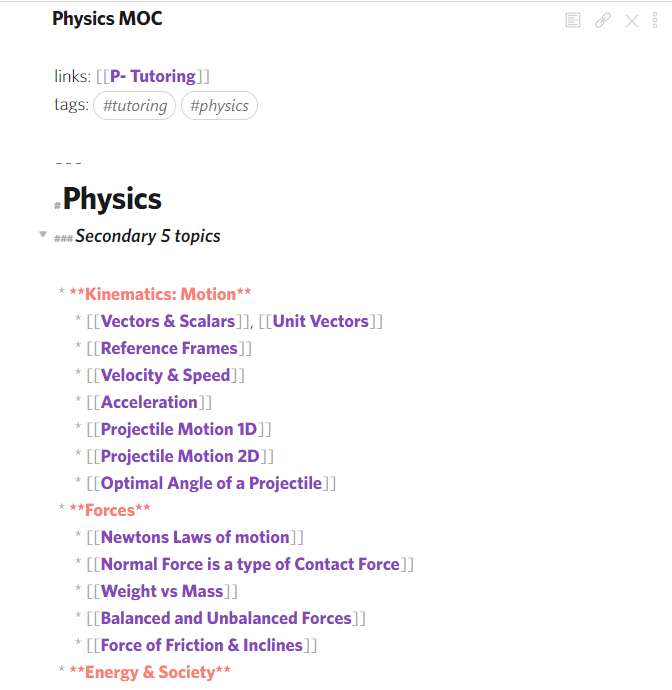 Physics MOC
links: [[P- Tutoring]]
tags: #tutoring #physics
---
# Physics
### Secondary 5 topics
* **Kinematics: Motion**
* [[Vectors & Scalars]], [[Unit Vectors]]
* [[Reference Frames]]
* [[Velocity & Speed]]
* [[Acceleration]]
* [[Projectile Motion 1D]]
* [[Projectile Motion 2D]]
* [[Optimal Angle of a Projectile]]
* **Forces**
* [[Newtons Laws of motion]]
* [[Normal Force is a type of Contact Force]]
* [[Weight vs Mass]]
* [[Balanced and Unbalanced Forces]]
* [[Force of Friction & Inclines]]
* **Energy & Society**